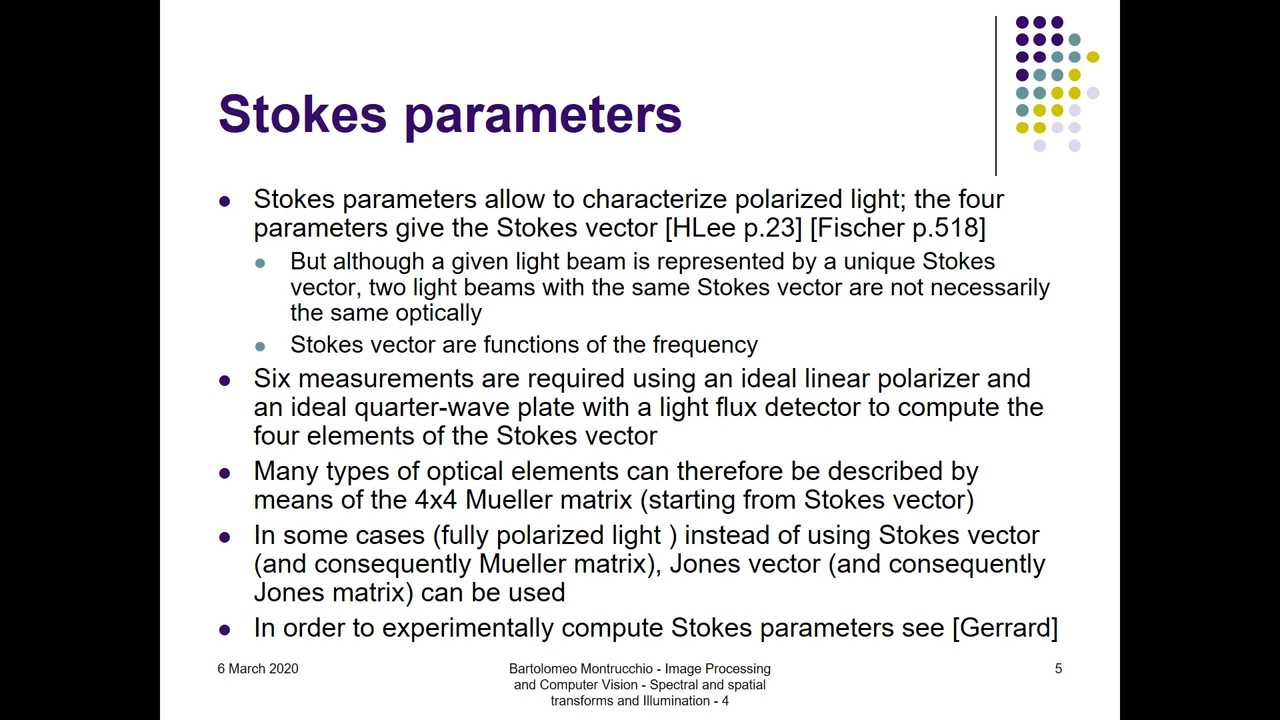 Stokes parameters
Stokes parameters allow to characterize polarized light; the four
parameters give the Stokes vector [HLee p.23] [Fischer p.518]
But although a given light beam is represented by a unique Stokes
vector, two light beams with the same Stokes vector are not necessarily
the same optically
Stokes vector are functions of the frequency
Six measurements are required using an ideal linear polarizer and
an ideal quarter-wave plate with a light flux detector to compute the
four elements of the Stokes vector
Many types of optical elements can therefore be described by
means of the 4x4 Mueller matrix (starting from Stokes vector)
In some cases (fully polarized light ) instead of using Stokes vector
(and consequently Mueller matrix), Jones vector (and consequently
Jones matrix) can be used
In order to experimentally compute Stokes parameters see [Gerrard]
6 March 2020
Bartolomeo Montrucchio - Image Processing
and Computer Vision - Spectral and spatial
transforms and Illumination - 4
5